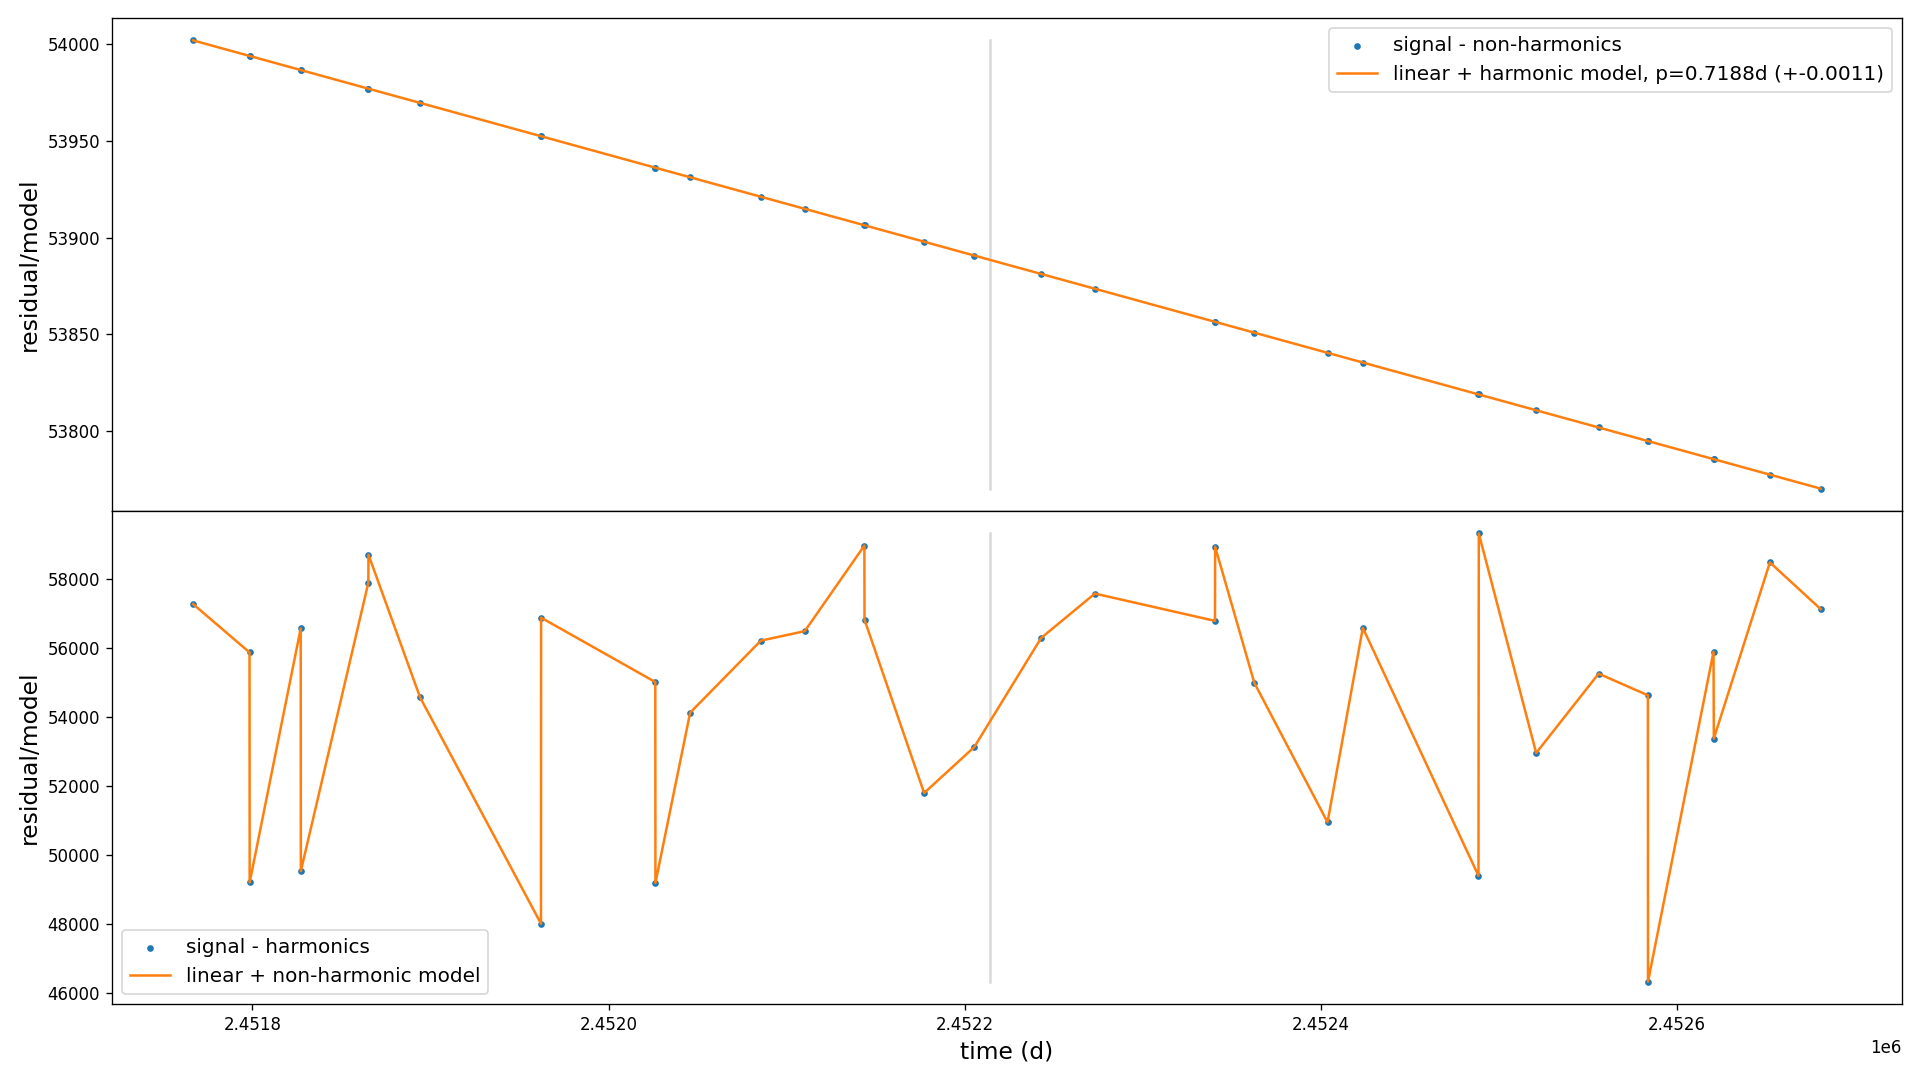 54000
53950
53900
53850
53800
residual/model
signal - non-harmonics
linear + harmonic model, p=0.7188d (+-0.0011)
58000
56000
54000
52000
50000
48000
46000
residual/model
signal - harmonics
linear + non-harmonic model
2.4518
2.4520
2.4522
2.4524
2.4526
1e6
time (d)